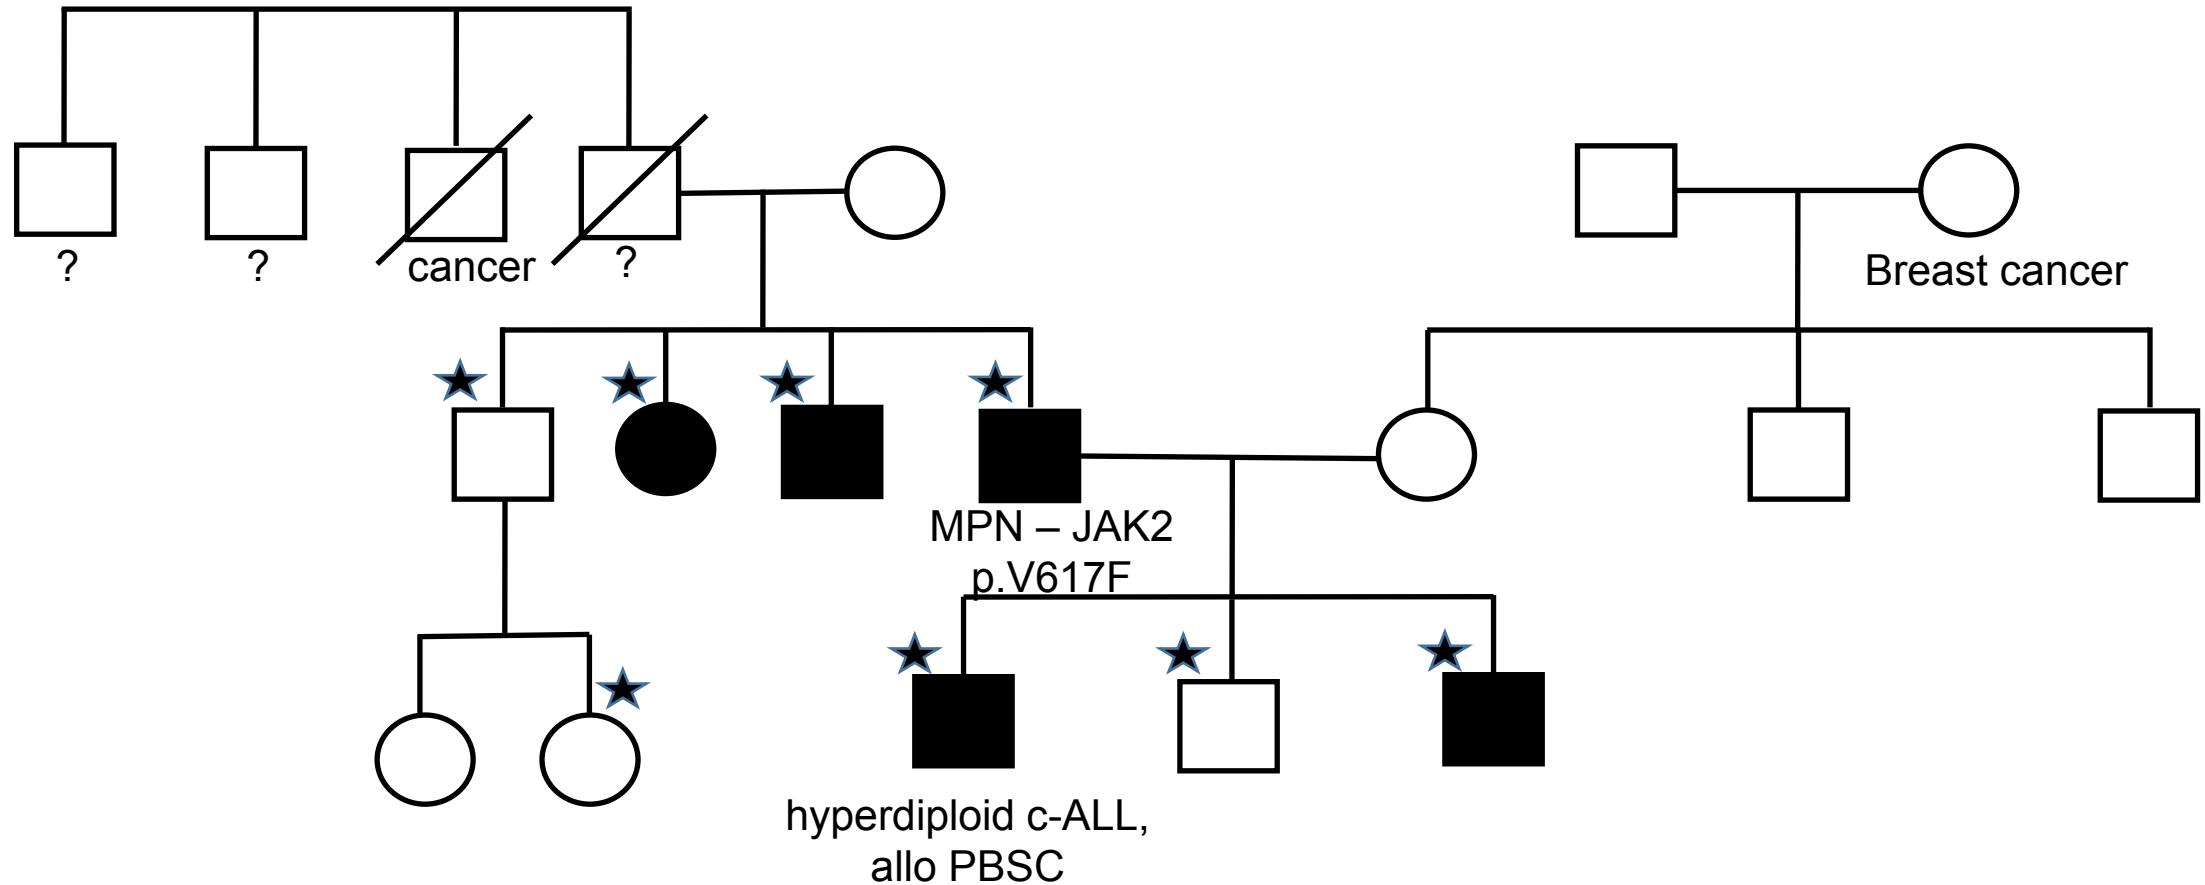 ?
?
cancer
?
Breast cancer
MPN – JAK2
p.V617F
hyperdiploid c-ALL,
allo PBSC